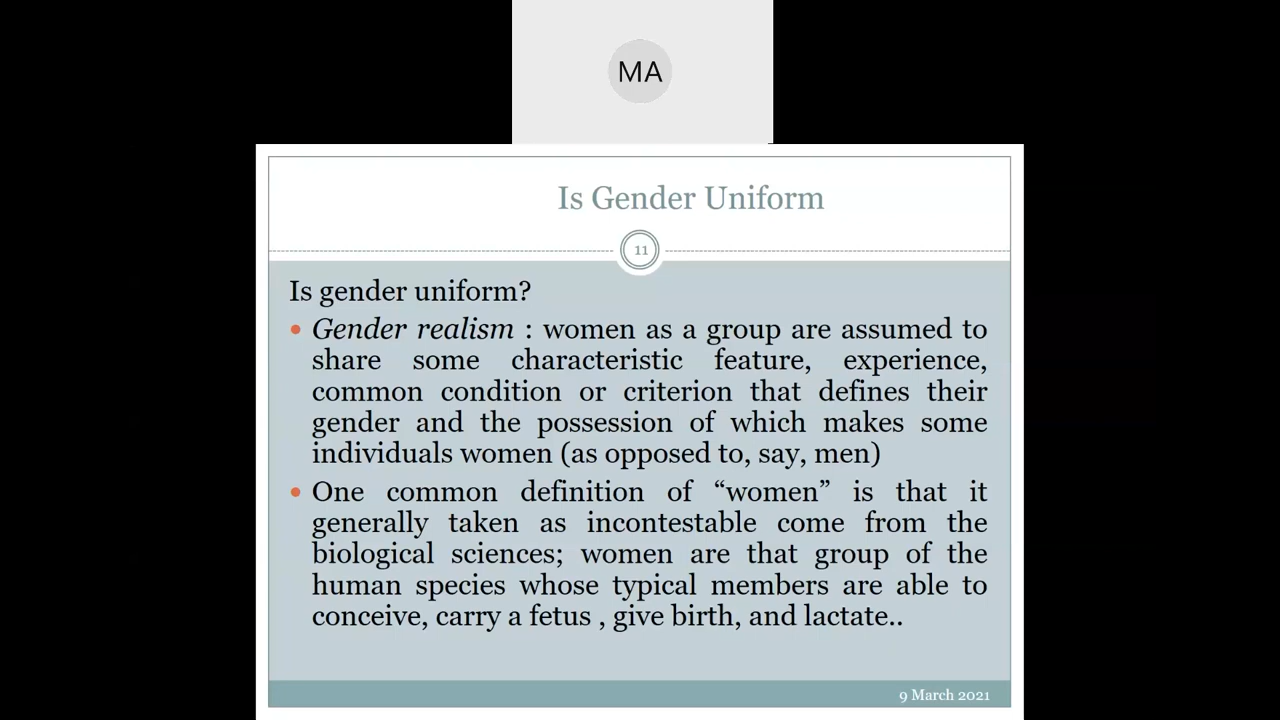 MA
Is Gender Uniform
11
Is gender uniform?
• Gender realism : women as a group are assumed to
share some characteristic feature, experience,
common condition or criterion that defines their
gender and the possession of which makes some
individuals women (as opposed to, say, men)
• One common definition of “women” is that it
generally taken as incontestable come from the
biological sciences; women are that group of the
human species whose typical members are able to
conceive, carry a fetus , give birth, and lactate..
9 March 2021